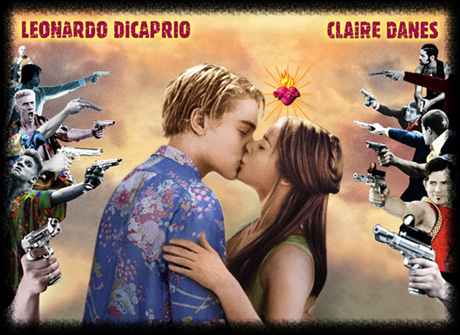 LEONARDO DiCAPRIO
CLAIRE DANES